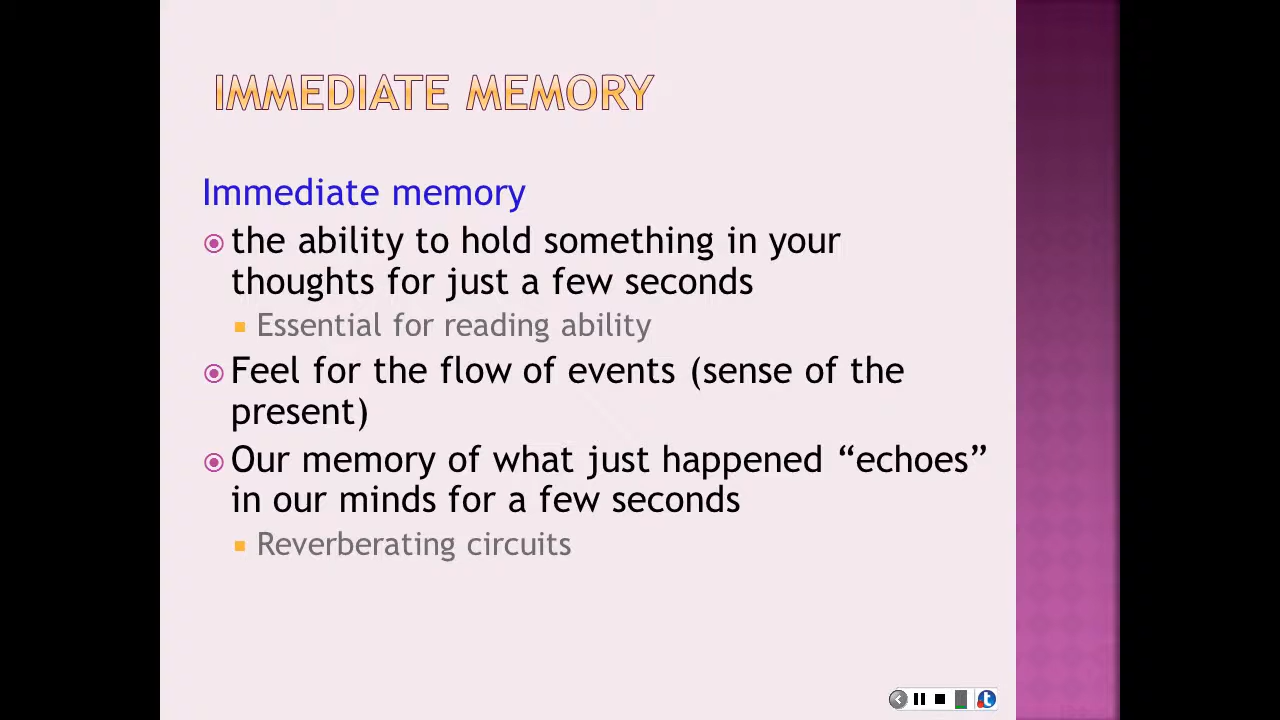 IMMEDIATE MEMORY
Immediate memory
the ability to hold something in your
thoughts for just a few seconds
Essential for reading ability
Feel for the flow of events (sense of the
present)
Our memory of what just happened “echoes”
in our minds for a few seconds
Reverberating circuits
t